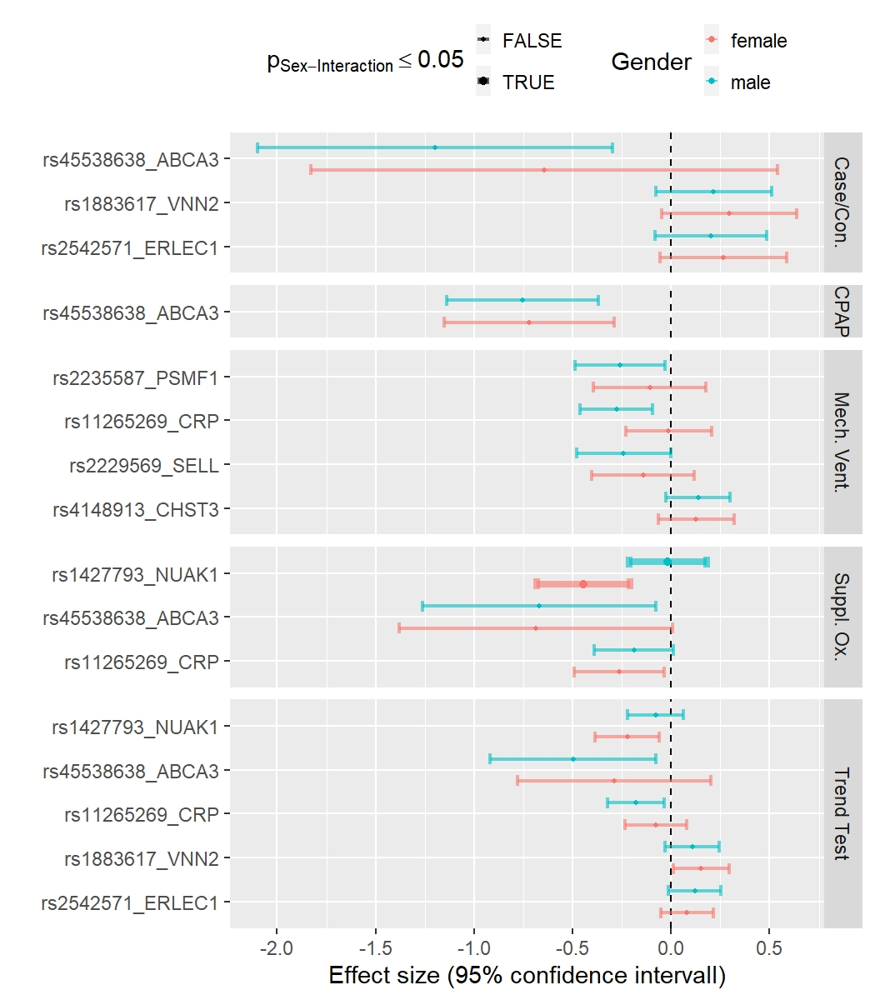 pSex−Interaction ≤ 0.05
FALSE
TRUE
Gender
female
male
rs45538638_ABCA3
rs1883617_VNN2
rs2542571_ERLEC1
Case/Con.
rs45538638_ABCA3
CPAP
rs2235587_PSMF1
rs11265269_CRP
rs2229569_SELL
rs4148913_CHST3
Mech. Vent.
rs1427793_NUAK1
rs45538638_ABCA3
rs11265269_CRP
Suppl. Ox.
rs1427793_NUAK1
rs45538638_ABCA3
rs11265269_CRP
rs1883617_VNN2
rs2542571_ERLEC1
Trend Test
-2.0 -1.5 -1.0 -0.5 0.0 0.5
Effect size (95% confidence intervall)